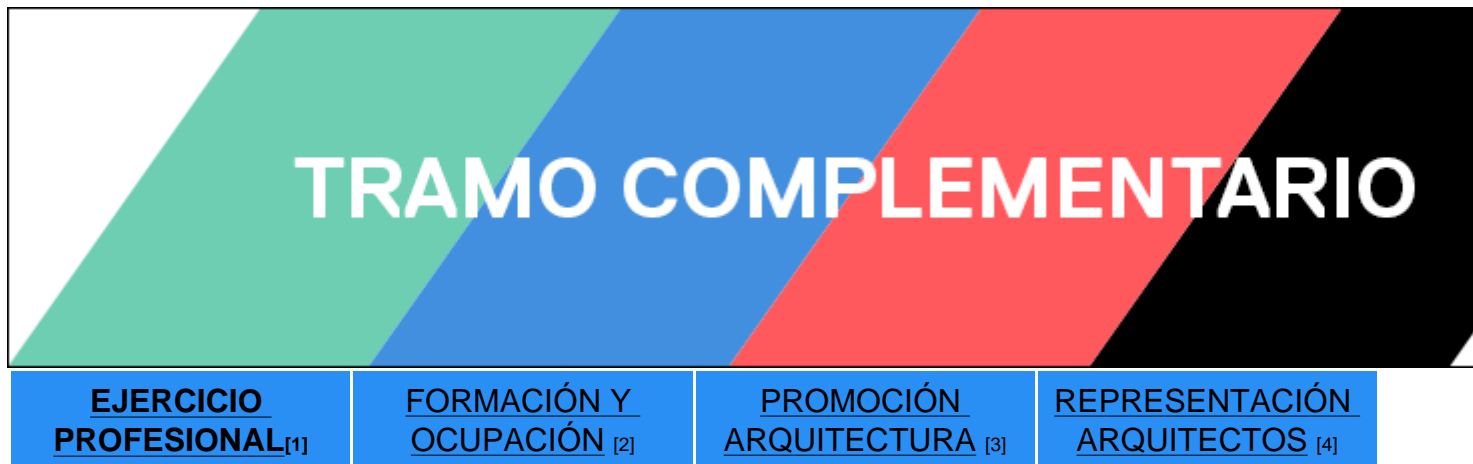 TRAMO COMPLEMENTARIO
EJERCICIO
PROFESIONAL[1]
FORMACIÓN Y
OCUPACIÓN [2]
PROMOCIÓN
ARQUITECTURA [3]
REPRESENTACIÓN
ARQUITECTOS [4]